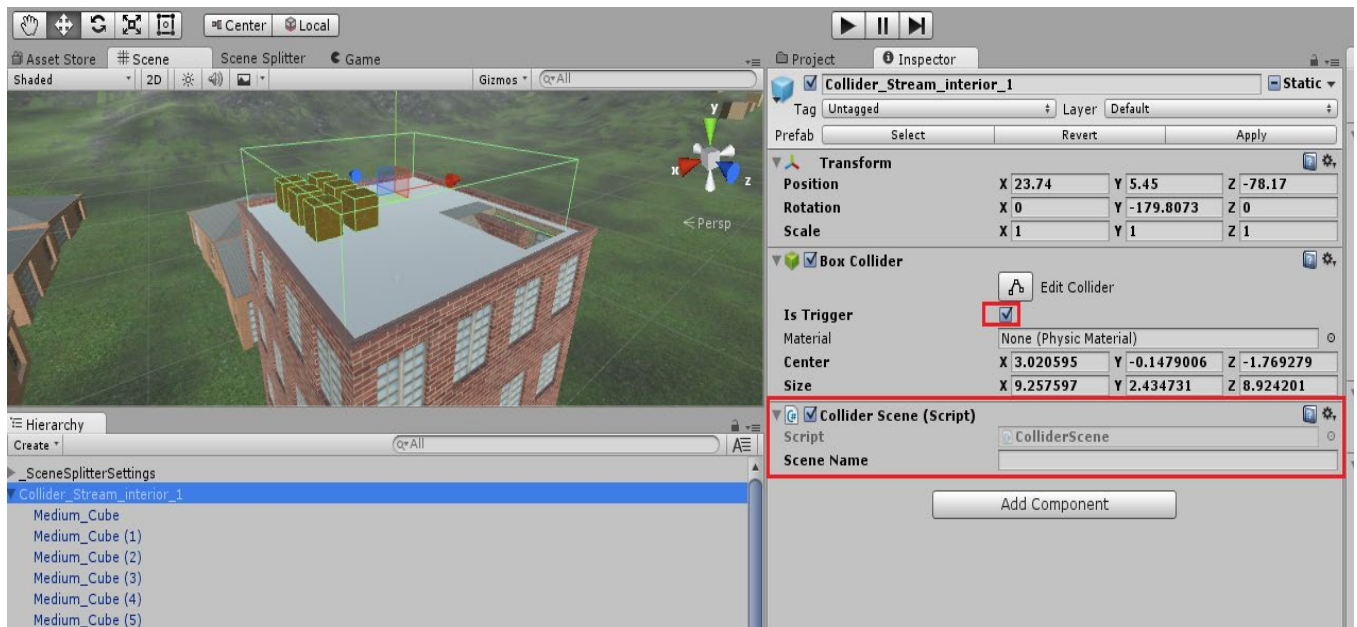 Center Local
Asset Store Scene Scene Splitter Game
Shaded 2D Gizmos All
y
x
z
Persp
Hierarchy
Create All
_SceneSplitterSettings
Collider_Stream_interior_1
Medium_Cube
Medium_Cube (1)
Medium_Cube (2)
Medium_Cube (3)
Medium_Cube (4)
Medium_Cube (5)
Project Inspector
Collider_Stream_interior_1 Static
Tag Untagged Layer Default
Prefab Select Revert Apply
Transform
Position X 23.74 Y 5.45 Z -78.17
Rotation X 0 Y -179.8073 Z 0
Scale X 1 Y 1 Z 1
Box Collider
Edit Collider
Is Trigger
Material None (Physic Material)
Center X 3.020595 Y -0.1479006 Z -1.769279
Size X 9.257597 Y 2.434731 Z 8.924201
Collider Scene (Script)
Script ColliderScene
Scene Name
Add Component